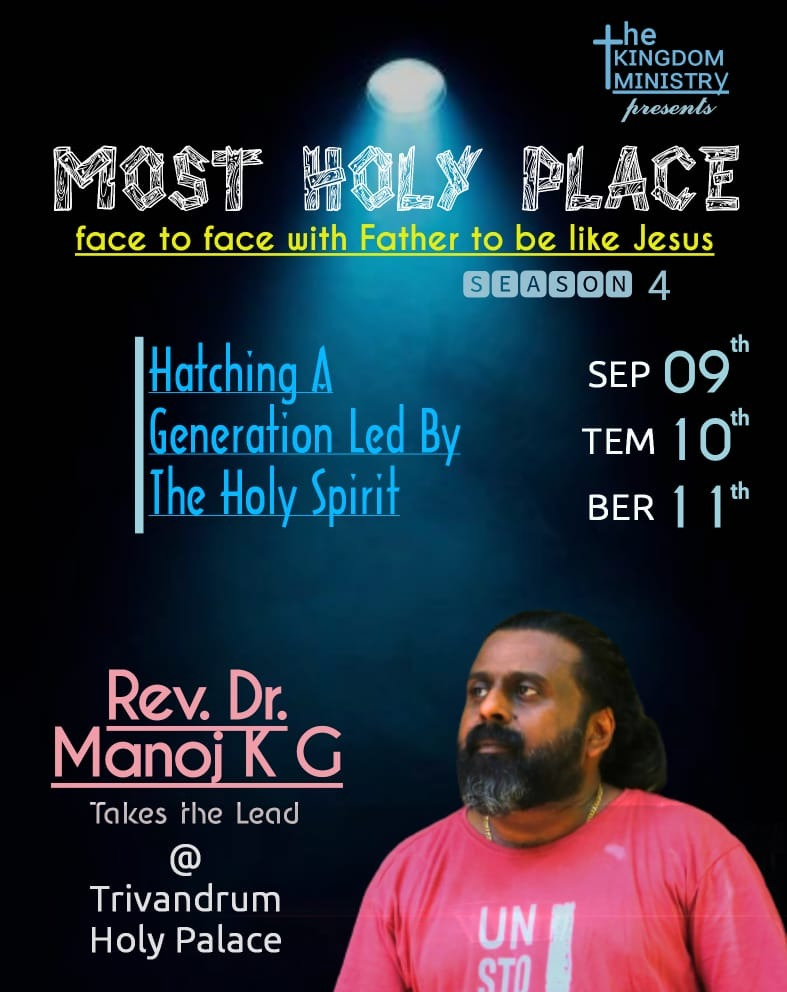 the
KINGDOM
MINISTRY
presents
MOST HOLY PLACE
face to face with Father to be like Jesus
SEASON 4
Hatching A
Generation Led By
The Holy Spirit
SEP 09th
TEM 10th
BER 11th
Rev. Dr.
Manoj K G
Takes the Lead
@
Trivandrum
Holy Palace
UN
STO